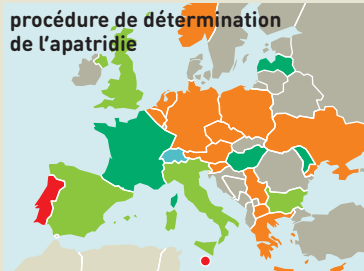 procédure de détermination
de l’apatridie